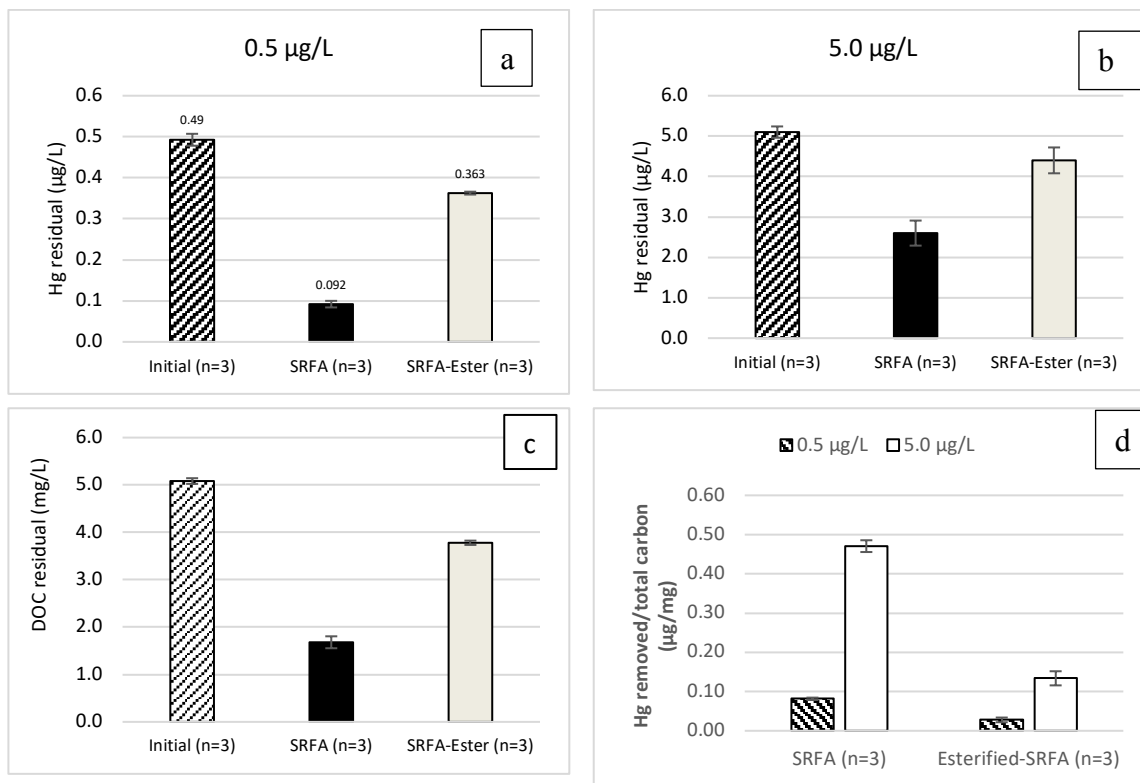 0.5 µg/L
a
Hg residual (µg/L)
0.6
0.5
0.4
0.3
0.2
0.1
0.0
0.49
0.092
0.363
Initial (n=3)
SRFA (n=3)
SRFA-Ester (n=3)
5.0 µg/L
b
Hg residual (µg/L)
6.0
5.0
4.0
3.0
2.0
1.0
0.0
Initial (n=3)
SRFA (n=3)
SRFA-Ester (n=3)
c
DOC residual (mg/L)
6.0
5.0
4.0
3.0
2.0
1.0
0.0
Initial (n=3)
SRFA (n=3)
SRFA-Ester (n=3)
0.5 µg/L
5.0 µg/L
d
Hg removed/total carbon
(µg/mg)
0.60
0.50
0.40
0.30
0.20
0.10
0.00
SRFA (n=3)
Esterified-SRFA (n=3)